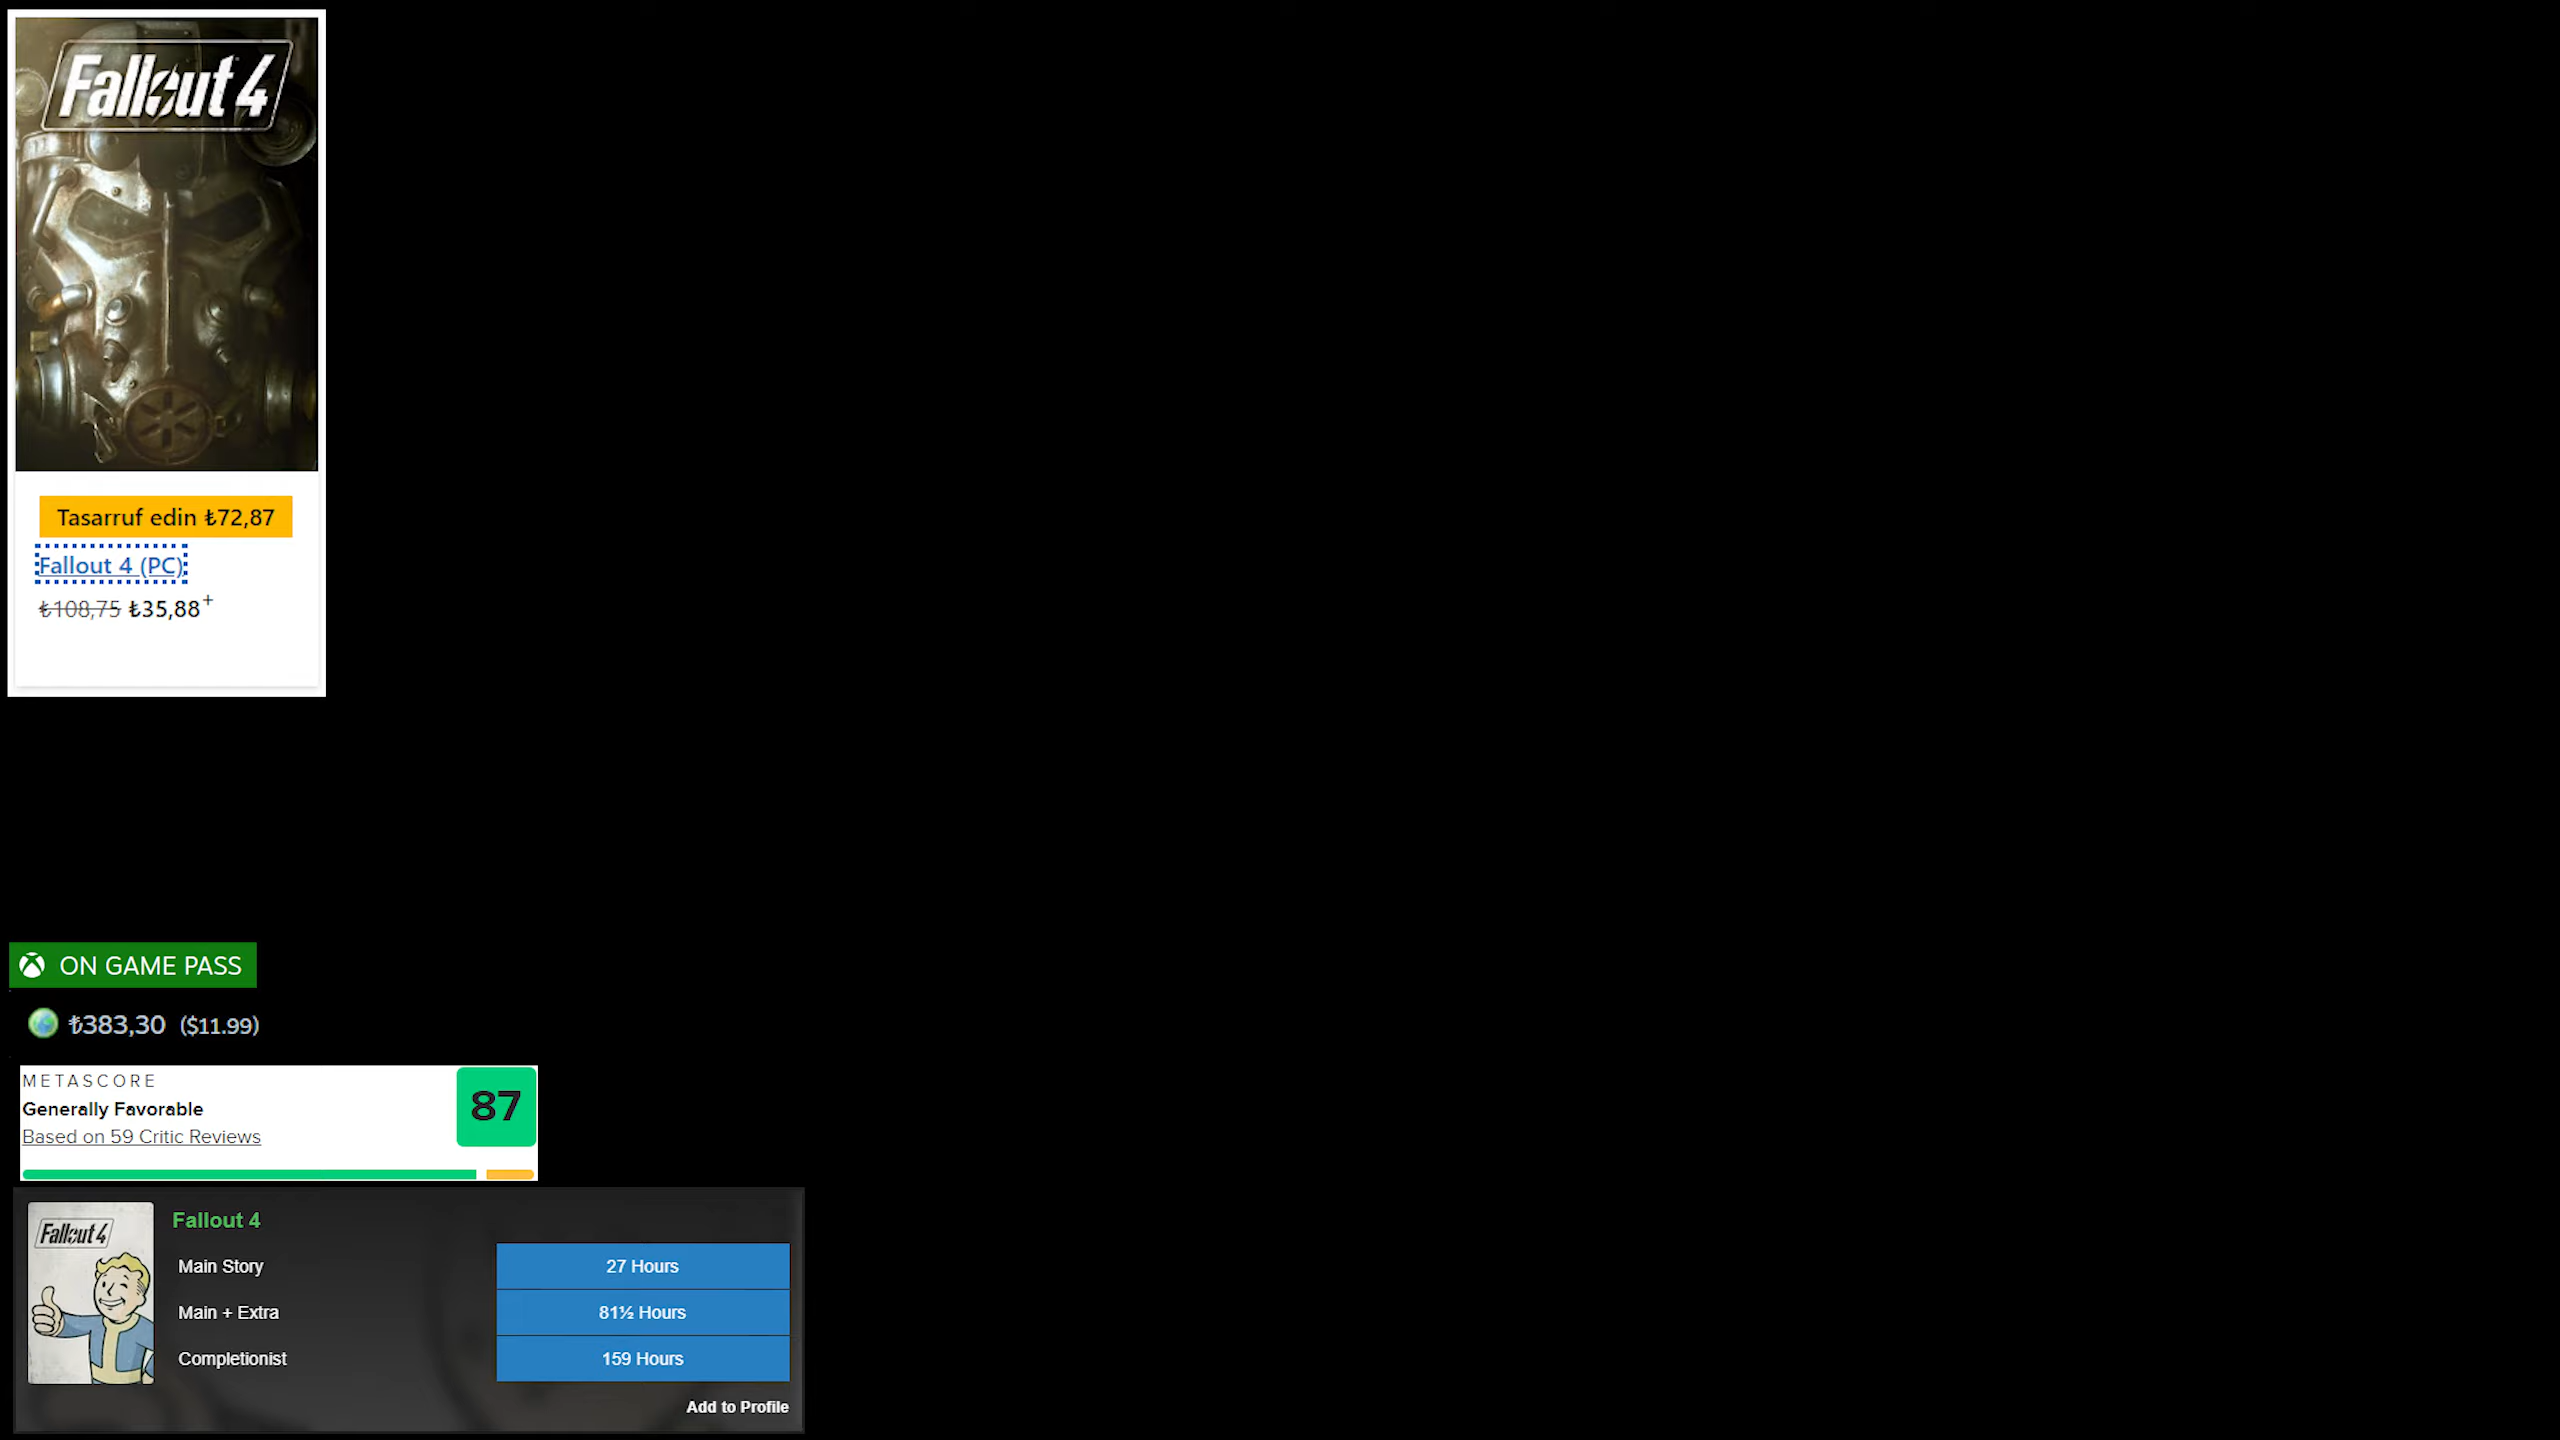 Fallout 4
Tasarruf edin ₺72,87
Fallout 4 (PC)
₺108,75 ₺35,88+
ON GAME PASS
₺383,30 ($11.99)
METASCORE
Generally Favorable
87
Based on 59 Critic Reviews
Fallout 4
Fallout 4
Main Story 27 Hours
Main + Extra 81½ Hours
Completionist 159 Hours
Add to Profile